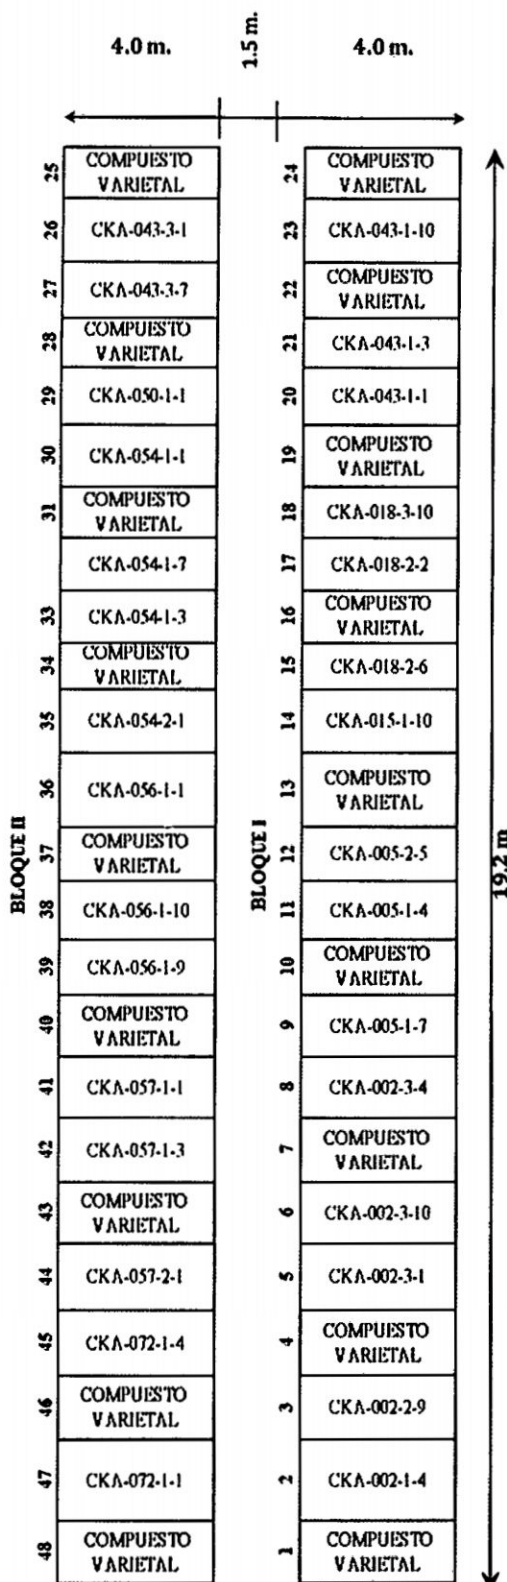 4.0 m.
1.5 m.
4.0 m.
25
COMPUESTO
VARIETAL
26
CKA-043-3-1
27
CKA-043-3-7
28
COMPUESTO
VARIETAL
29
CKA-050-1-1
30
CKA-054-1-1
31
COMPUESTO
VARIETAL
CKA-054-1-7
33
CKA-054-1-3
34
COMPUESTO
VARIETAL
35
CKA-054-2-1
36
CKA-056-1-1
37
COMPUESTO
VARIETAL
38
CKA-056-1-10
39
CKA-056-1-9
40
COMPUESTO
VARIETAL
41
CKA-057-1-1
42
CKA-057-1-3
43
COMPUESTO
VARIETAL
44
CKA-057-2-1
45
CKA-072-1-4
46
COMPUESTO
VARIETAL
47
CKA-072-1-1
48
COMPUESTO
VARIETAL
BLOQUE II
24
COMPUESTO
VARIETAL
23
CKA-043-1-10
22
COMPUESTO
VARIETAL
21
CKA-043-1-3
20
CKA-043-1-1
19
COMPUESTO
VARIETAL
18
CKA-018-3-10
17
CKA-018-2-2
16
COMPUESTO
VARIETAL
15
CKA-018-2-6
14
CKA-015-1-10
13
COMPUESTO
VARIETAL
12
CKA-005-2-5
11
CKA-005-1-4
10
COMPUESTO
VARIETAL
9
CKA-005-1-7
8
CKA-002-3-4
7
COMPUESTO
VARIETAL
6
CKA-002-3-10
5
CKA-002-3-1
4
COMPUESTO
VARIETAL
3
CKA-002-2-9
2
CKA-002-1-4
1
COMPUESTO
VARIETAL
BLOQUE I
19.2 m